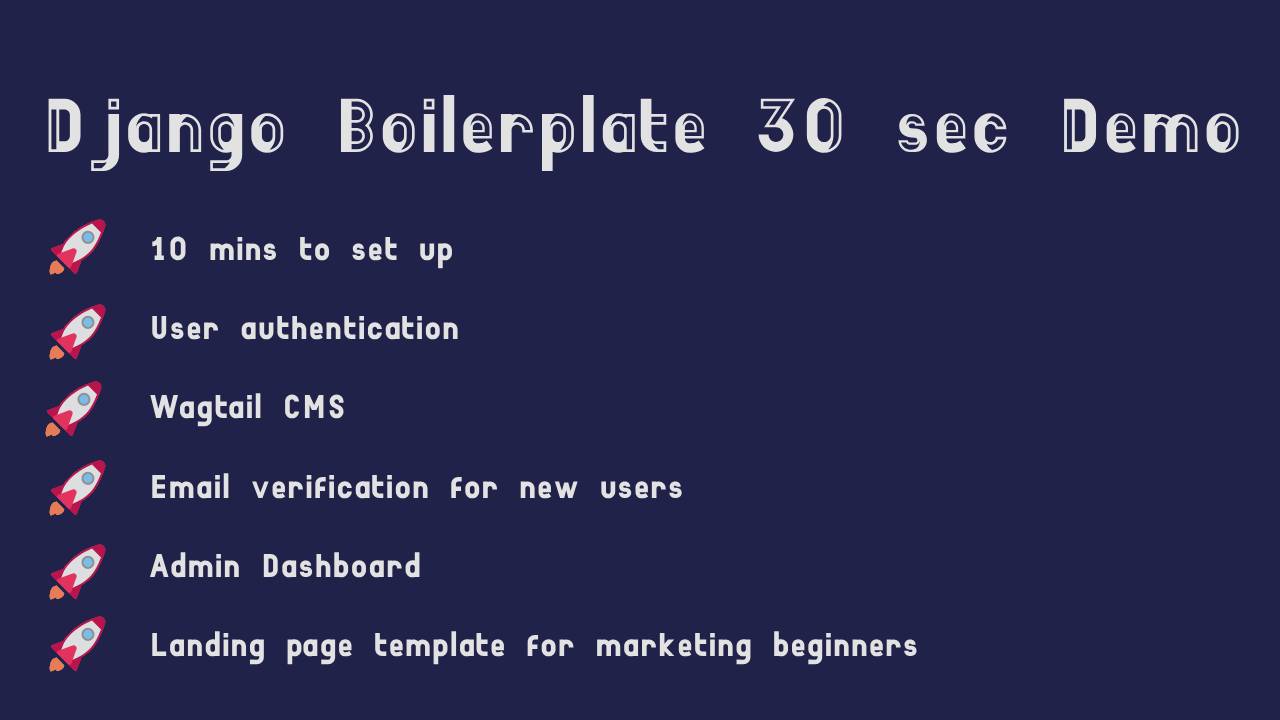 Django Boilerplate 30 sec Demo
10 mins to set up
User authentication
Wagtail CMS
Email verification for new users
Admin Dashboard
Landing page template for marketing beginners